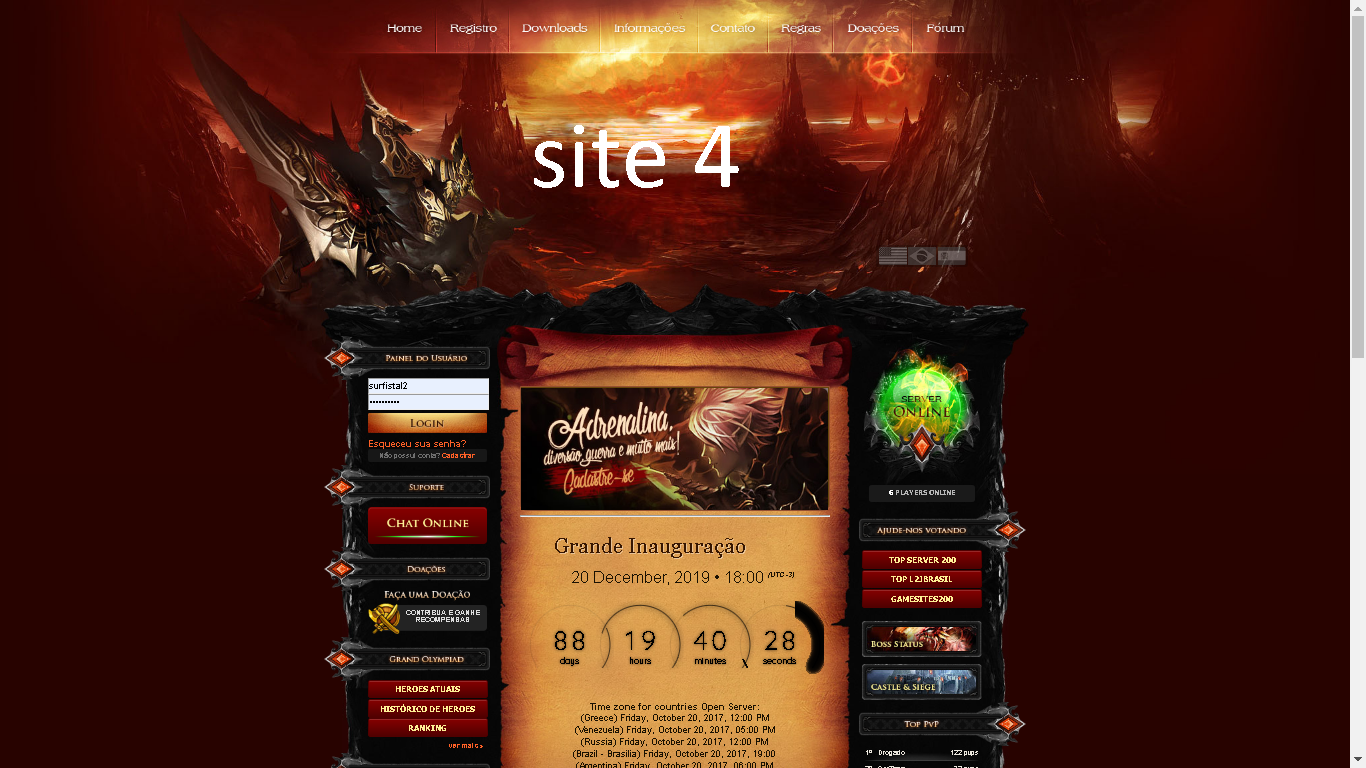 Home Registro Downloads Informações Contato Regras Doações Fórum
site 4
Painel do Usuário
surfistal2
Login
Esqueceu sua senha?
Não possui conta? Cadastrar
Suporte
Chat Online
Doações
Faça uma Doação
CONTRIBUA E GANHE
RECOMPENSAS
Grand Olympiad
HEROES ATUAIS
HISTÓRICO DE HEROES
RANKING
ver mais »
Adrenalina,
diversão, guerra e muito mais!
Cadastre-se
Grande Inauguração
20 December, 2019 • 18:00 (UTC -3)
88 19 40 28
days hours minutes seconds
Time zone for countries Open Server:
(Greece) Friday, October 20, 2017, 12:00 PM
(Venezuela) Friday, October 20, 2017, 05:00 PM
(Russia) Friday, October 20, 2017, 12:00 PM
(Brazil - Brasilia) Friday, October 20, 2017, 19:00
(Argentina) Friday, October 20, 2017, 06:00 PM
SERVER
ONLINE
6 PLAYERS ONLINE
Ajude-nos votando
TOP SERVER 200
TOP L2JBRASIL
GAMESITES200
Boss Status
Castle & Siege
Top PvP
1º Drogado 122 pvps